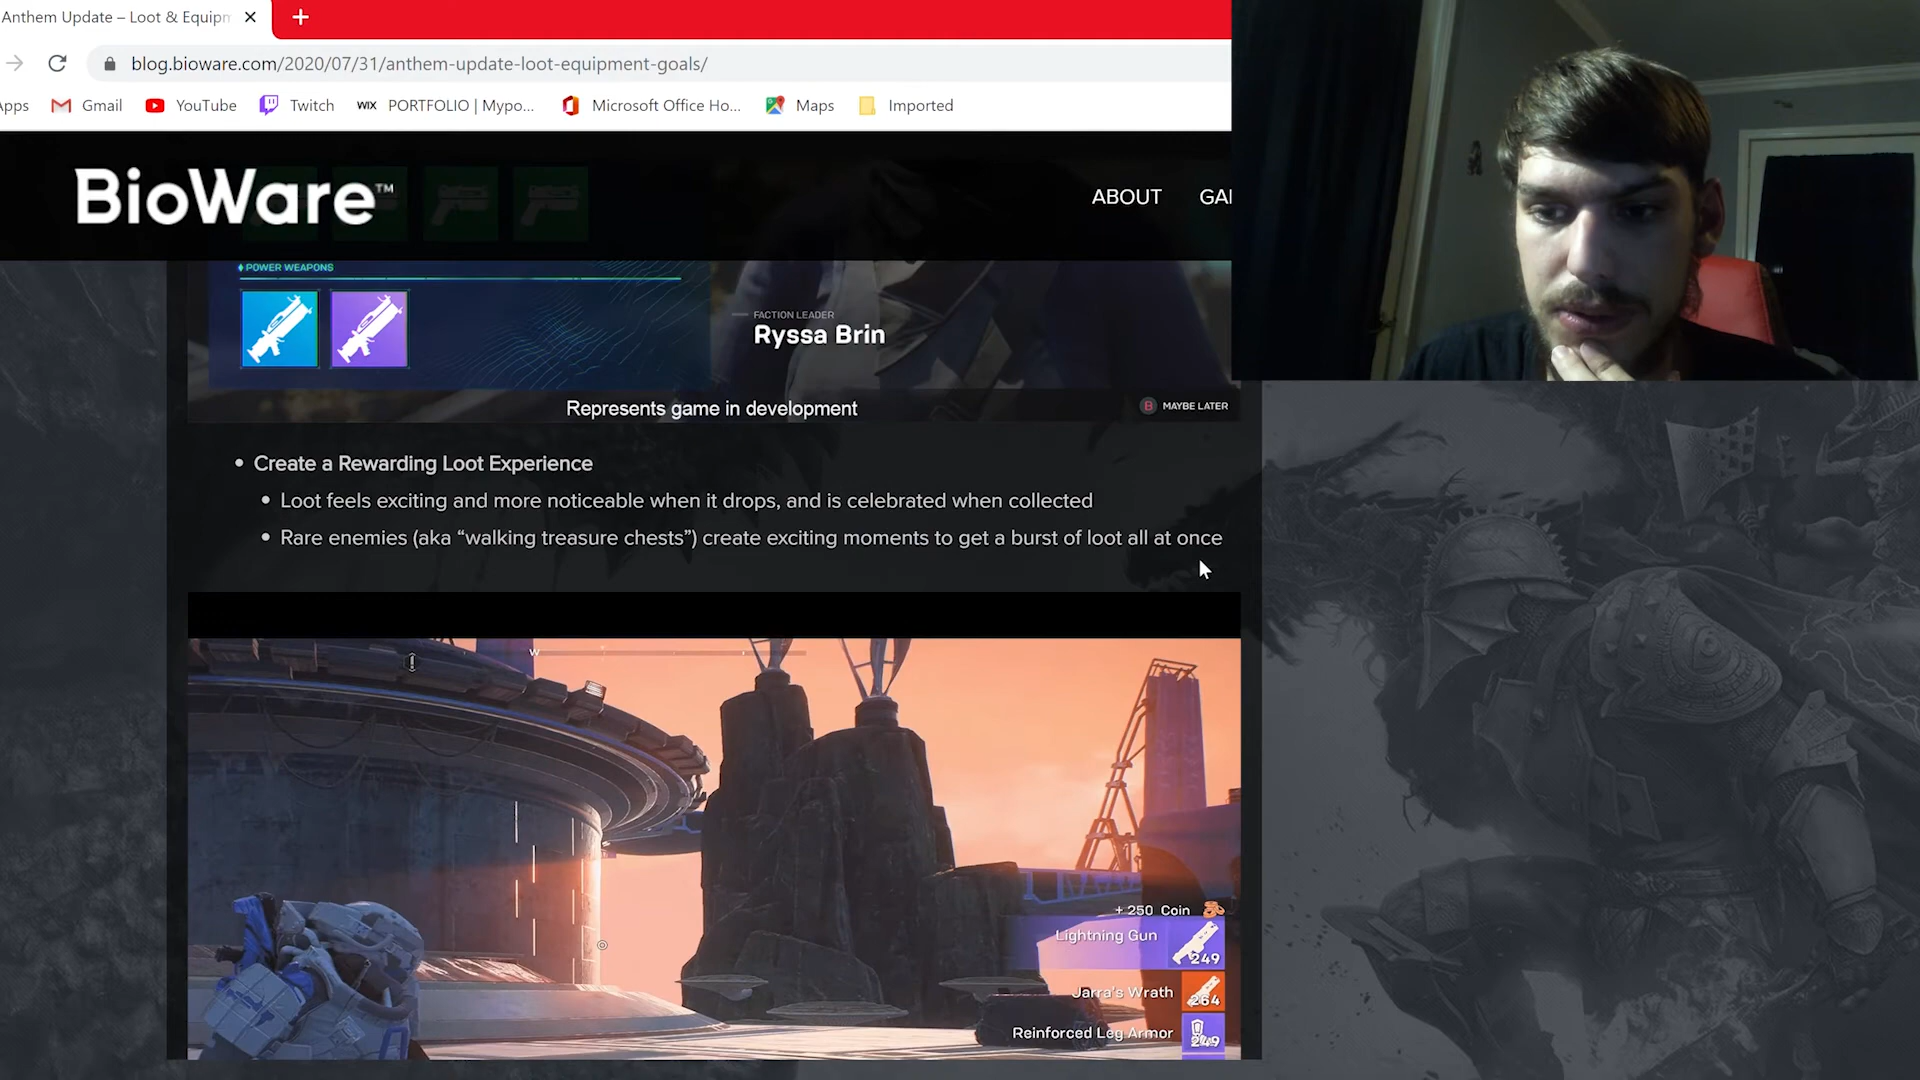 Anthem Update – Loot & Equipm
blog.bioware.com/2020/07/31/anthem-update-loot-equipment-goals/
Apps Gmail YouTube Twitch WIX PORTFOLIO | Mypo... Microsoft Office Ho... Maps Imported
BioWare™ ABOUT GA
POWER WEAPONS
FACTION LEADER
Ryssa Brin
Represents game in development
B MAYBE LATER
• Create a Rewarding Loot Experience
• Loot feels exciting and more noticeable when it drops, and is celebrated when collected
• Rare enemies (aka “walking treasure chests”) create exciting moments to get a burst of loot all at once
W
+ 250 Coin
Lightning Gun
249
Jarra's Wrath
264
Reinforced Leg Armor
249